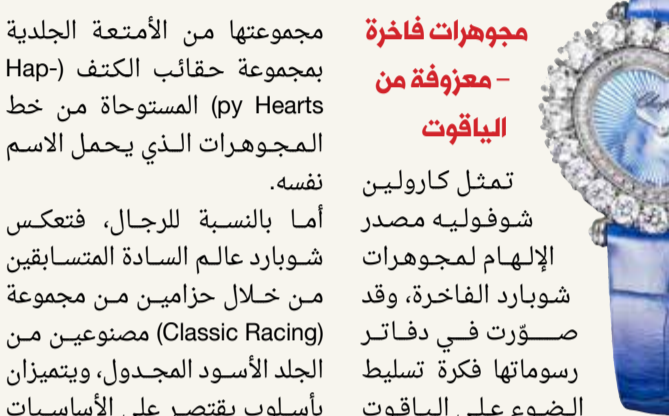 مجوهرات فاخرة
– معزوفة من
الياقوت
تمثل كارولين
شوفوليه مصدر
الإلهام لمجوهرات
شوبارد الفاخرة، وقد
صوّرت في دفاتر
رسوماتها فكرة تسليط
الضوء على الياقوت
مجموعتها من الأمتعة الجلدية
بمجموعة حقائب الكتف (Hap-
py Hearts) المستوحاة من خط
المجوهرات الذي يحمل الاسم
نفسه.
أما بالنسبة للرجال، فتعكس
شوبارد عالم السادة المتسابقين
من خلال حزامين من مجموعة
(Classic Racing) مصنوعين من
الجلد الأسود المجدول، ويتميزان
بأسلوب يقتصر على الأساسيات